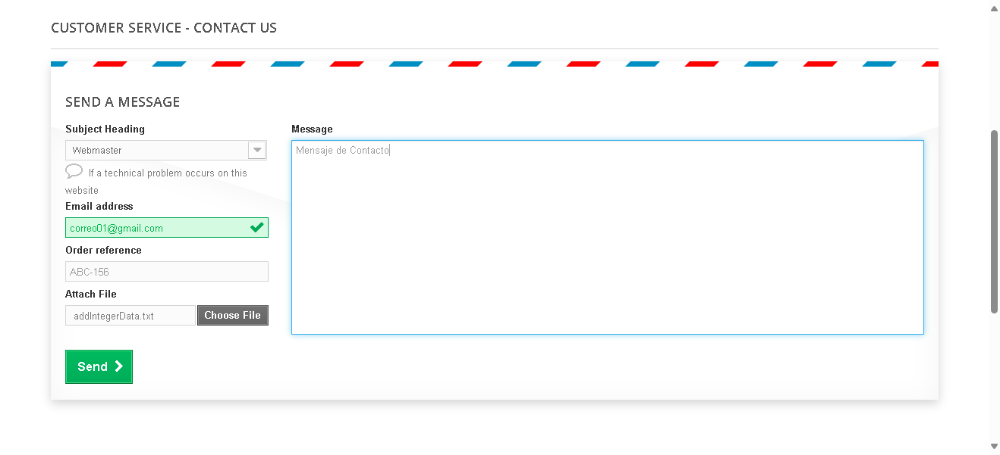 CUSTOMER SERVICE - CONTACT US
SEND A MESSAGE
Subject Heading
Webmaster
If a technical problem occurs on this
website
Email address
correo01@gmail.com
Order reference
ABC-156
Attach File
addIntegerData.txt
Choose File
Message
Mensaje de Contacto
Send